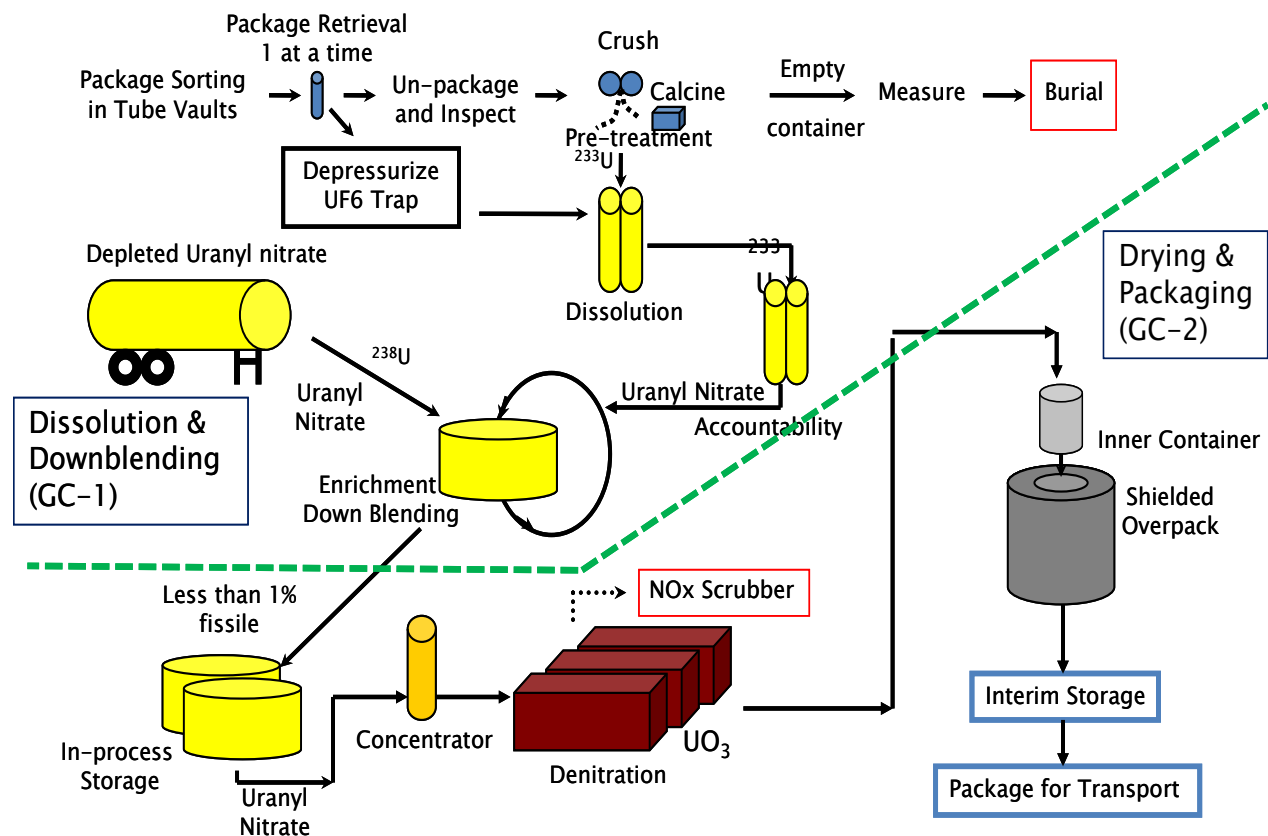 Package Retrieval
1 at a time
Package Sorting
in Tube Vaults
Un-package
and Inspect
Crush
Calcine
Pre-treatment
Empty
container
Measure
Burial
²³³U
Depressurize
UF6 Trap
Depleted Uranyl nitrate
Dissolution
²³³
U
Drying &
Packaging
(GC-2)
²³⁸U
Uranyl
Nitrate
Uranyl Nitrate
Accountability
Dissolution &
Downblending
(GC-1)
Enrichment
Down Blending
Inner Container
Shielded
Overpack
Less than 1%
fissile
NOx Scrubber
In-process
Storage
Uranyl
Nitrate
Concentrator
UO₃
Denitration
Interim Storage
Package for Transport